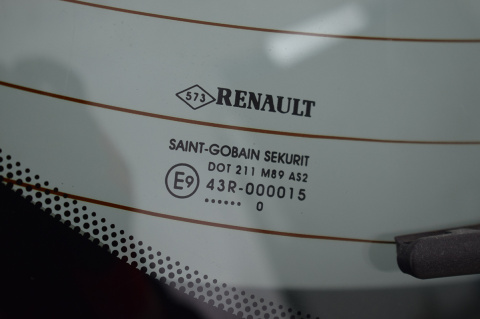 573 RENAULT
SAINT-GOBAIN SEKURIT
DOT 211 M89 AS2
E9 43R-000015
...... 0